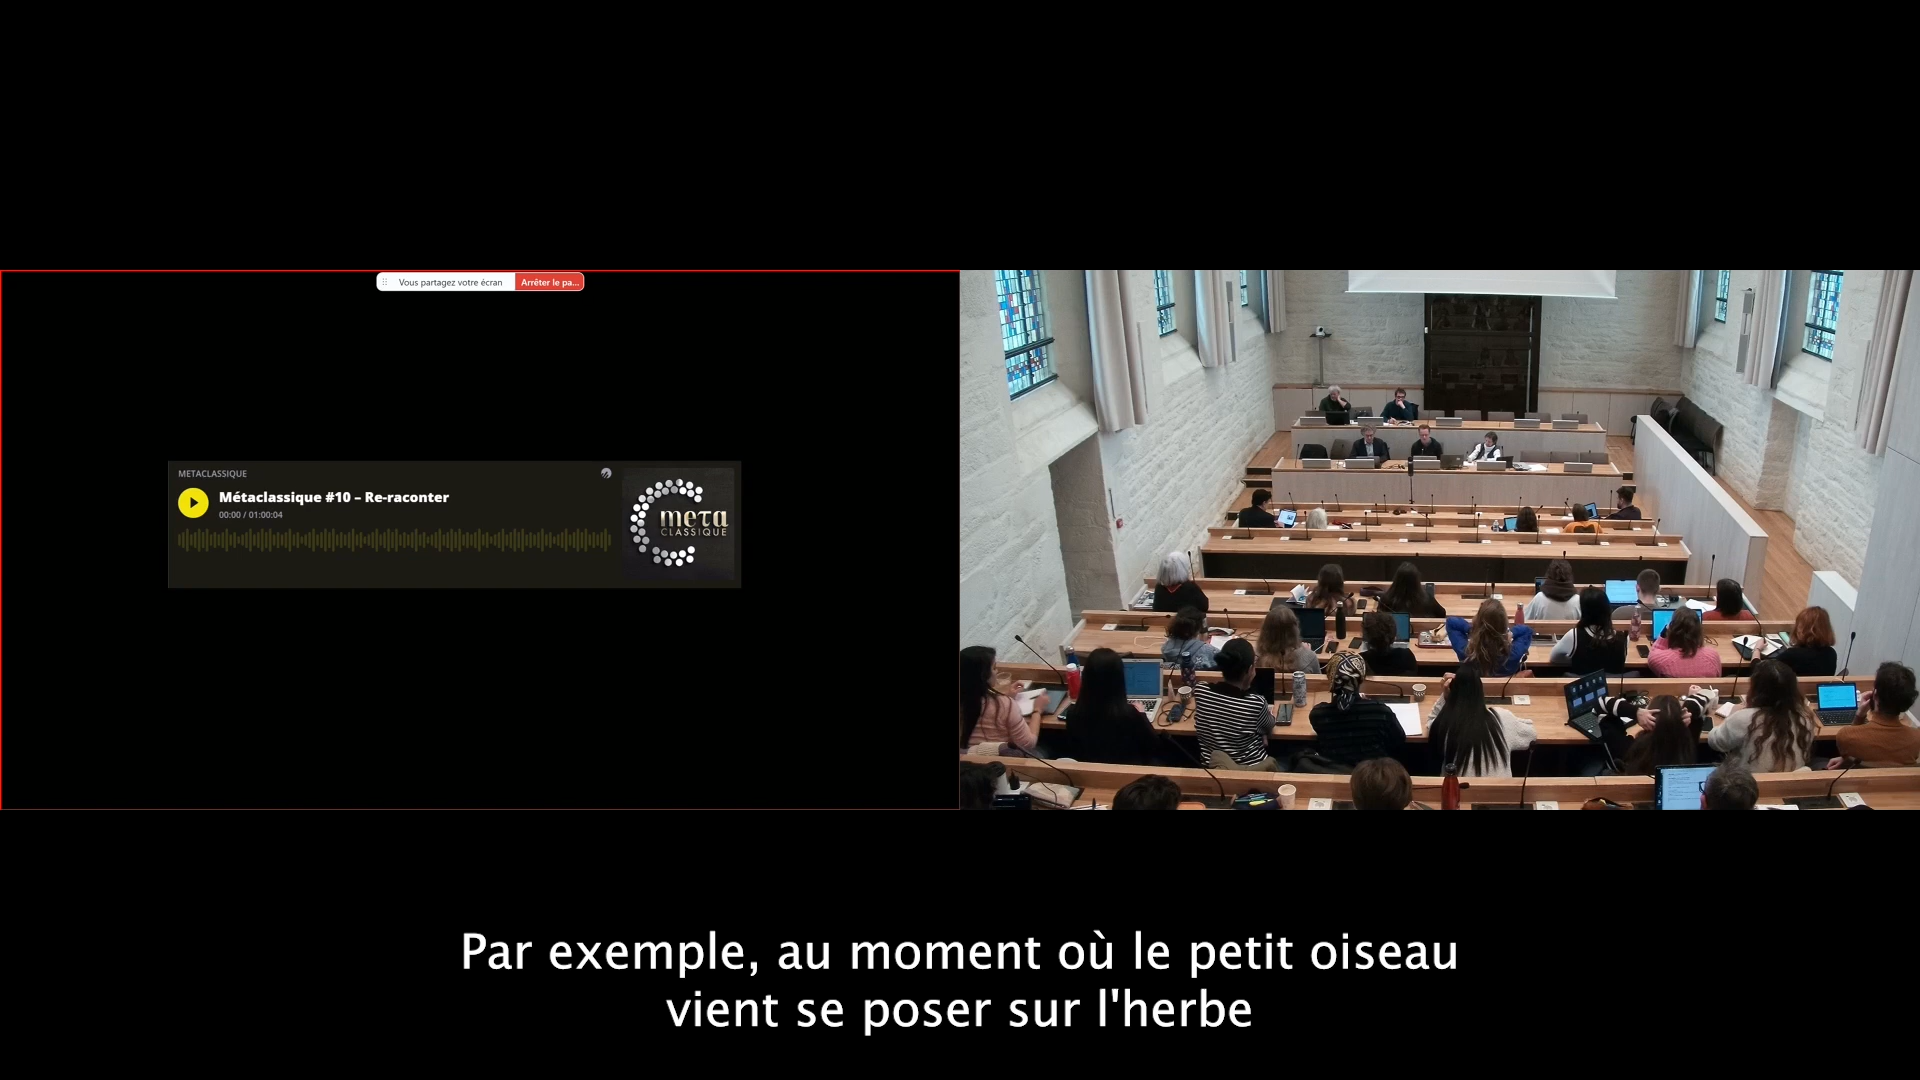 Vous partagez votre écran
Arrêter le pa...
METACLASSIQUE
Métaclassique #10 – Re-raconter
00:00 / 01:00:04
meτa
CLASSIQUE
Par exemple, au moment où le petit oiseau
vient se poser sur l'herbe